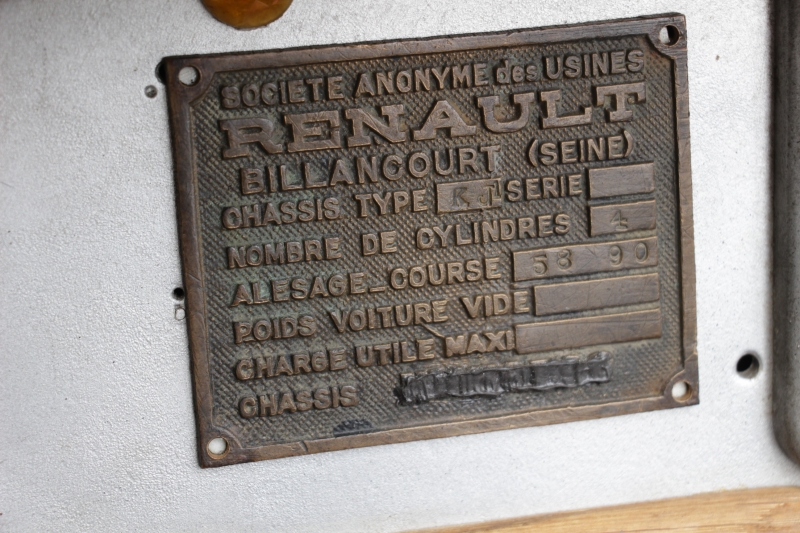 SOCIETE ANONYME des USINES
RENAULT
BILLANCOURT (SEINE)
CHASSIS TYPE KJ SERIE
NOMBRE DE CYLINDRES 4
ALESAGE_COURSE 58 90
POIDS VOITURE VIDE
CHARGE UTILE MAXI
CHASSIS